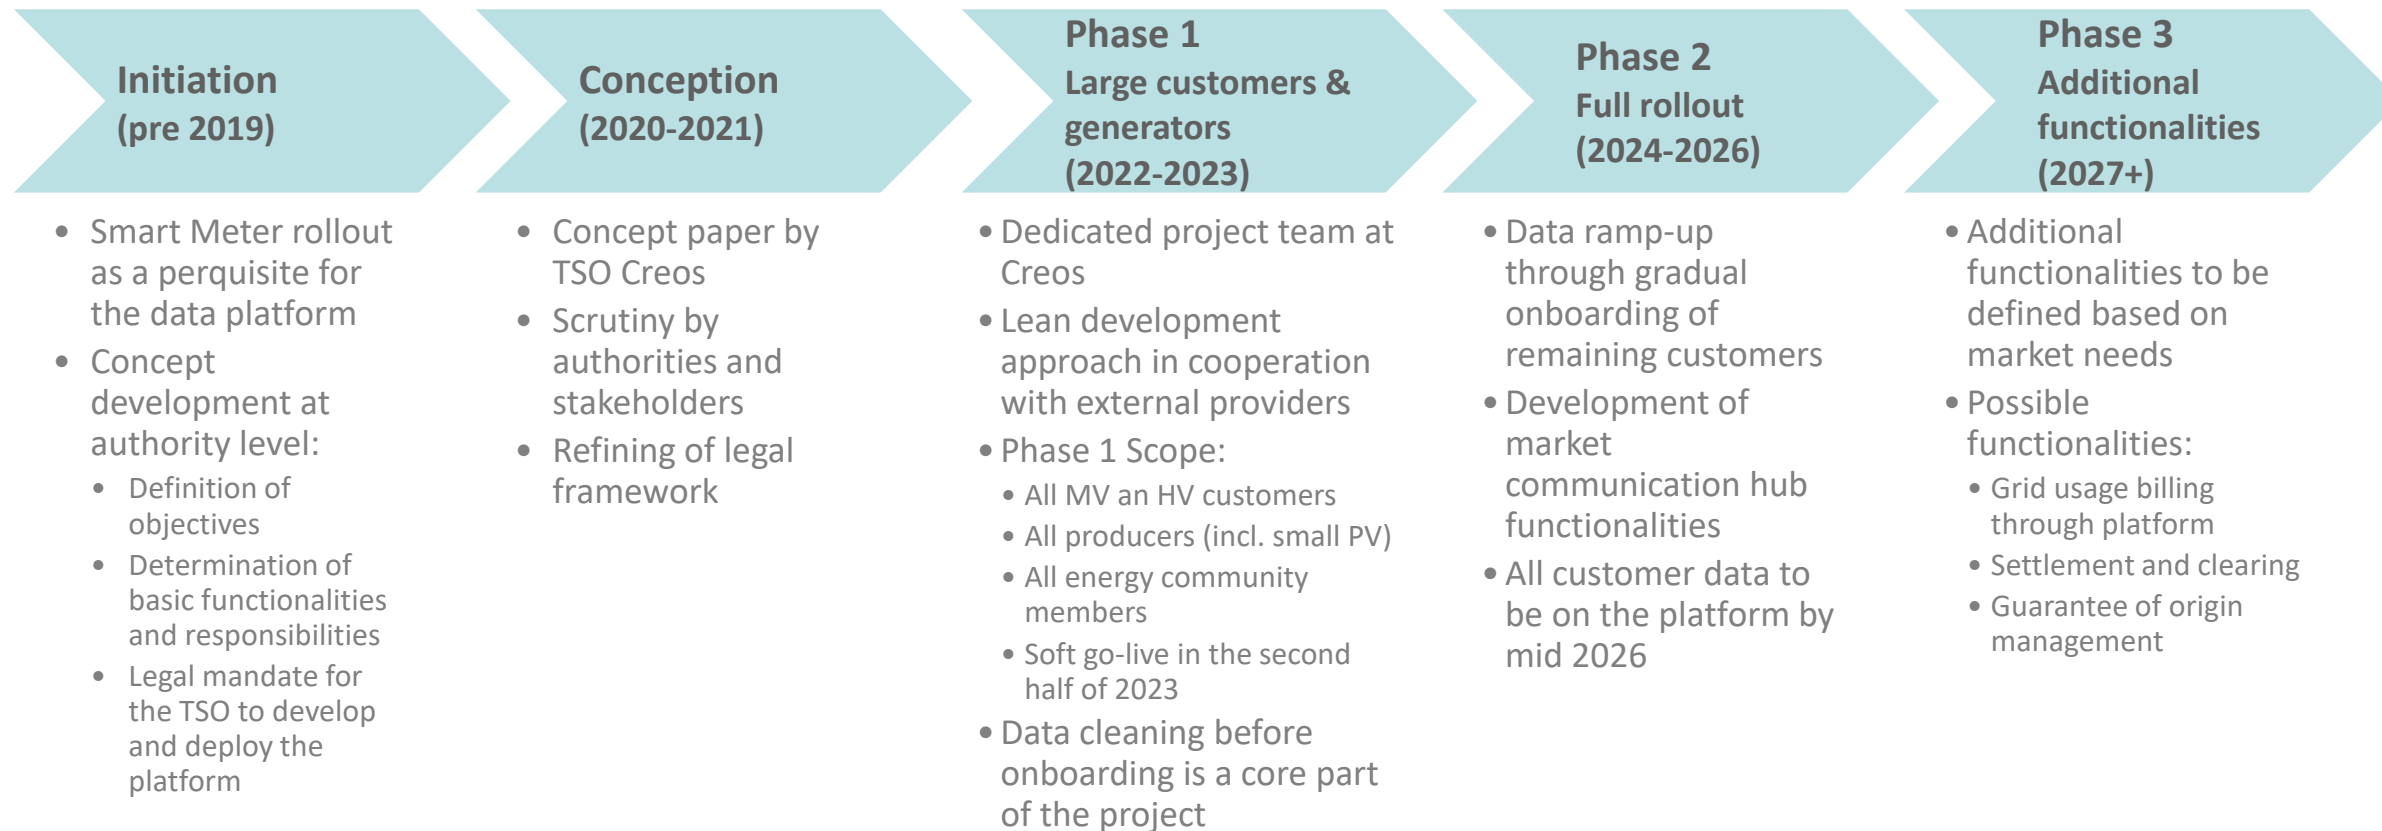 Initiation
(pre 2019)
• Smart Meter rollout
as a perquisite for
the data platform
• Concept
development at
authority level:
• Definition of
objectives
• Determination of
basic functionalities
and responsibilities
• Legal mandate for
the TSO to develop
and deploy the
platform
Conception
(2020-2021)
• Concept paper by
TSO Creos
• Scrutiny by
authorities and
stakeholders
• Refining of legal
framework
Phase 1
Large customers &
generators
(2022-2023)
• Dedicated project team at
Creos
• Lean development
approach in cooperation
with external providers
• Phase 1 Scope:
• All MV an HV customers
• All producers (incl. small PV)
• All energy community
members
• Soft go-live in the second
half of 2023
• Data cleaning before
onboarding is a core part
of the project
Phase 2
Full rollout
(2024-2026)
• Data ramp-up
through gradual
onboarding of
remaining customers
• Development of
market
communication hub
functionalities
• All customer data to
be on the platform by
mid 2026
Phase 3
Additional
functionalities
(2027+)
• Additional
functionalities to be
defined based on
market needs
• Possible
functionalities:
• Grid usage billing
through platform
• Settlement and clearing
• Guarantee of origin
management